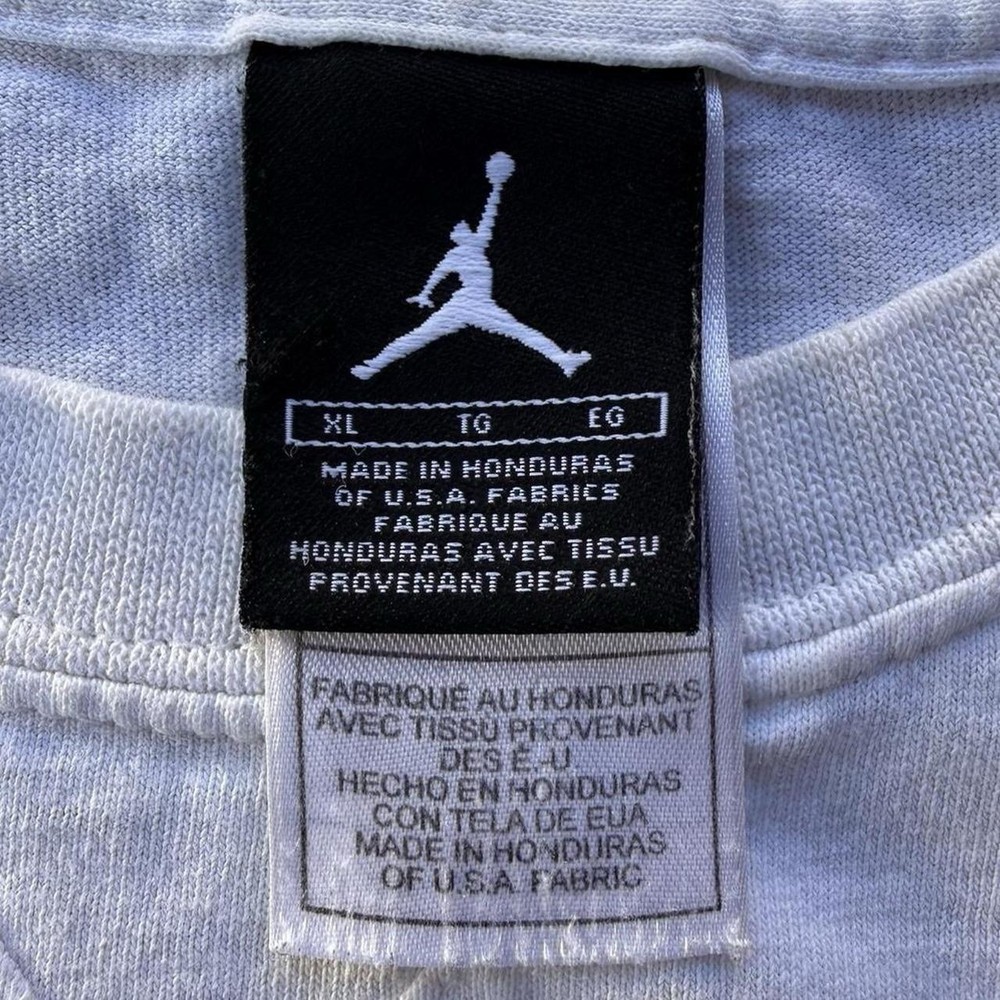 XL TG EG
MADE IN HONDURAS
OF U.S.A. FABRICS
FABRIQUE AU
HONDURAS AVEC TISSU
PROVENANT DES E.U.
FABRIQUÉ AU HONDURAS
AVEC TISSU PROVENANT
DES É.-U.
HECHO EN HONDURAS
CON TELA DE EUA
MADE IN HONDURAS
OF U.S.A. FABRIC